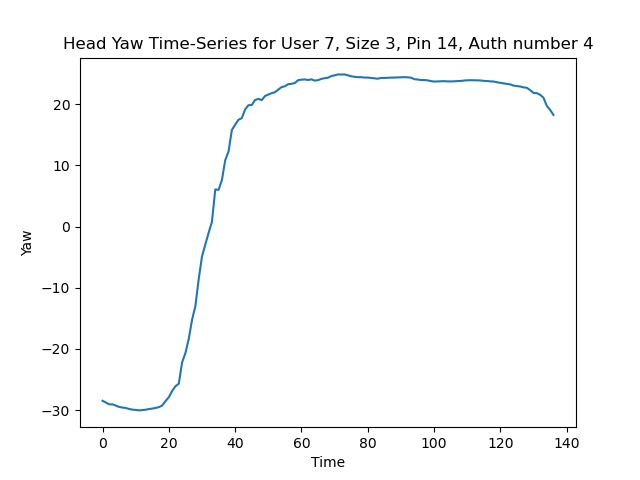 Head Yaw Time-Series for User 7, Size 3, Pin 14, Auth number 4
Yaw
20
10
0
−10
−20
−30
0 20 40 60 80 100 120 140
Time